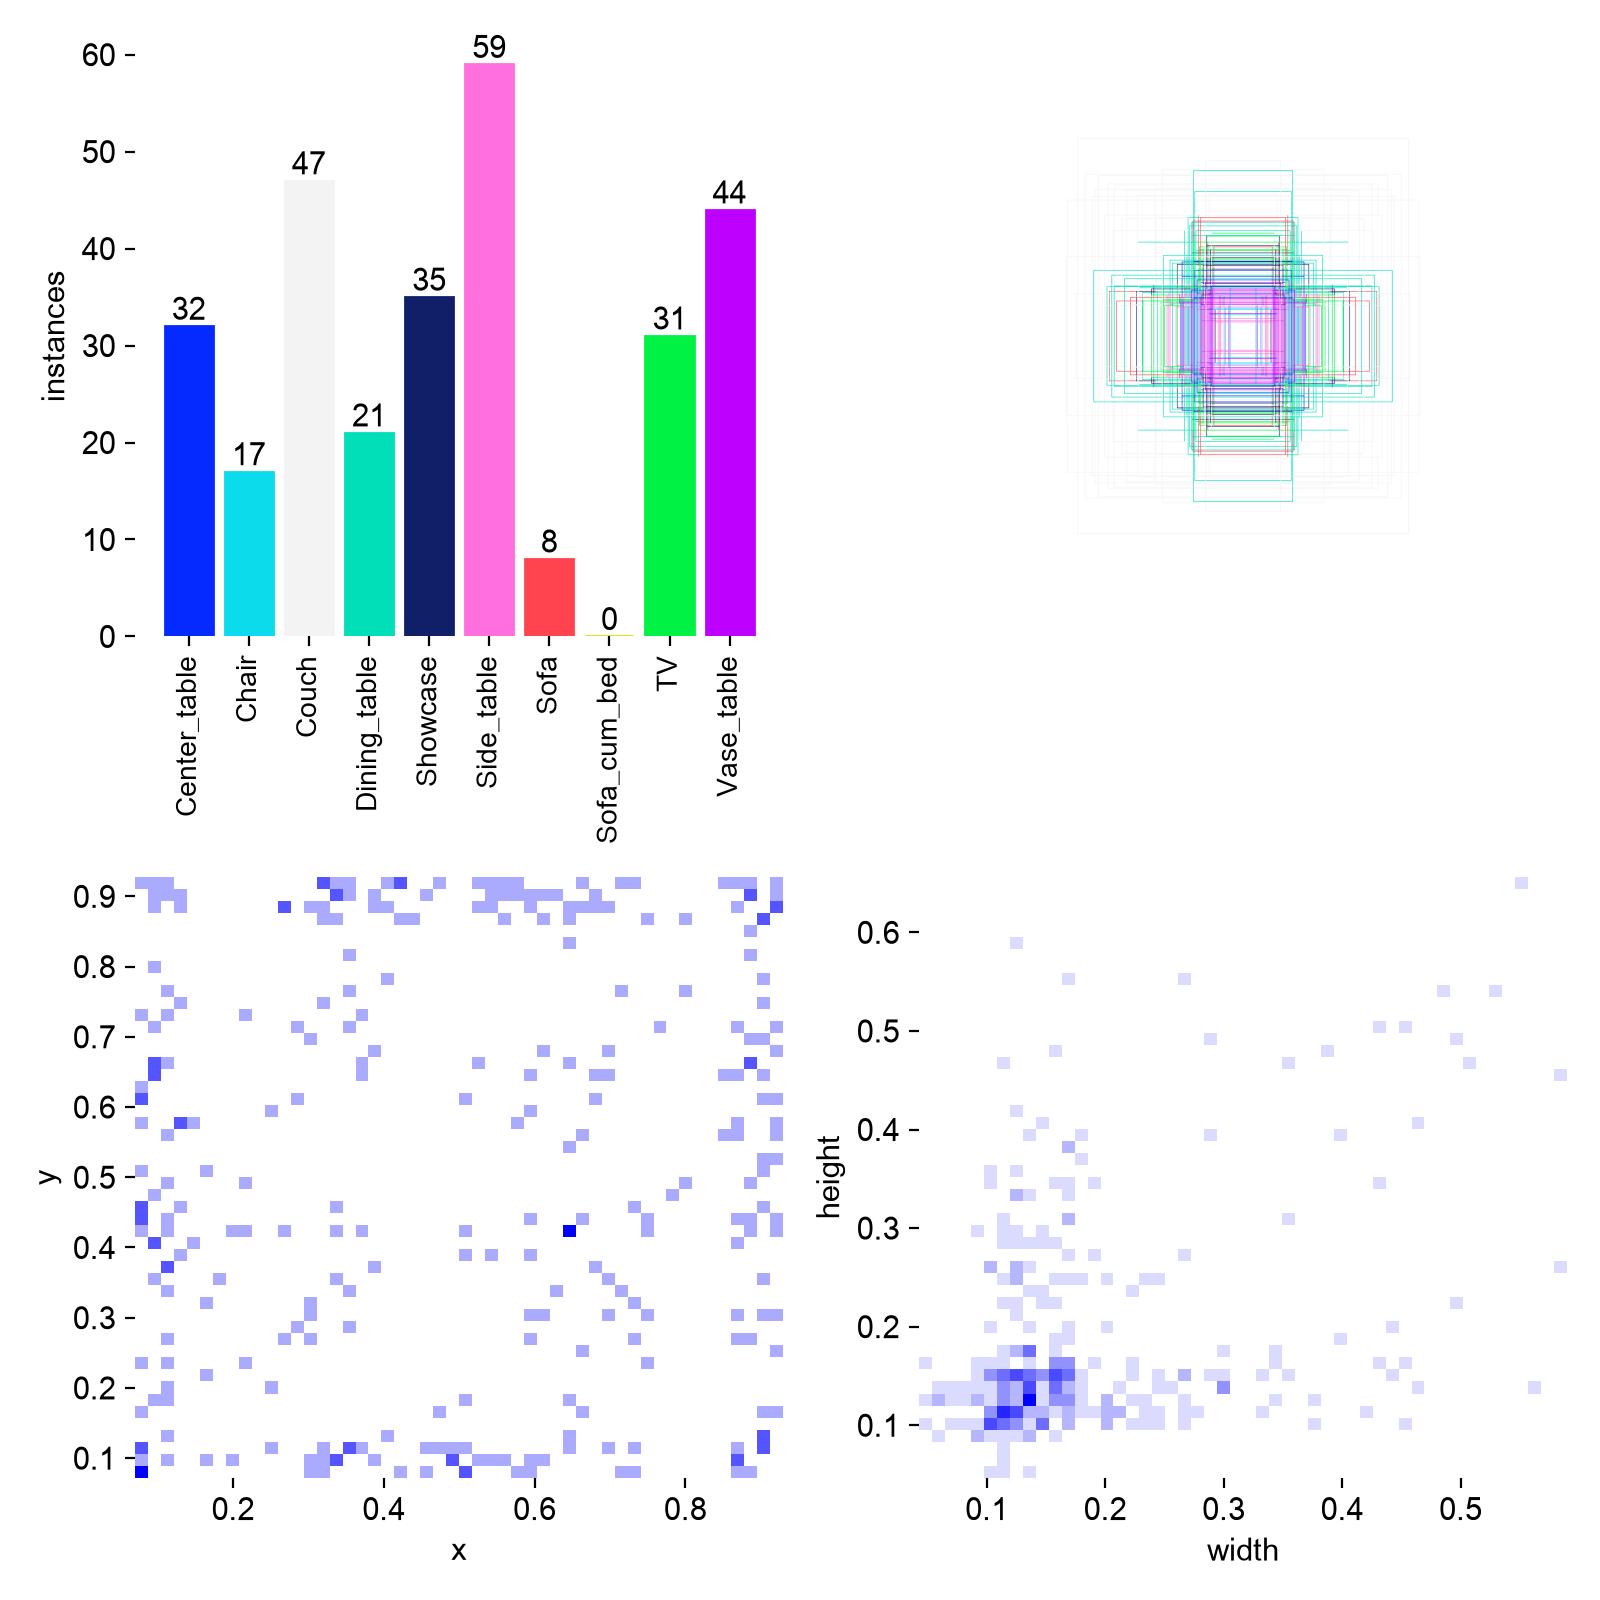 instances
60
50
40
30
20
10
0
32
17
47
21
35
59
8
0
31
44
Center_table
Chair
Couch
Dining_table
Showcase
Side_table
Sofa
Sofa_cum_bed
TV
Vase_table
y
0.9
0.8
0.7
0.6
0.5
0.4
0.3
0.2
0.1
0.2
0.4
0.6
0.8
x
height
0.6
0.5
0.4
0.3
0.2
0.1
0.1
0.2
0.3
0.4
0.5
width